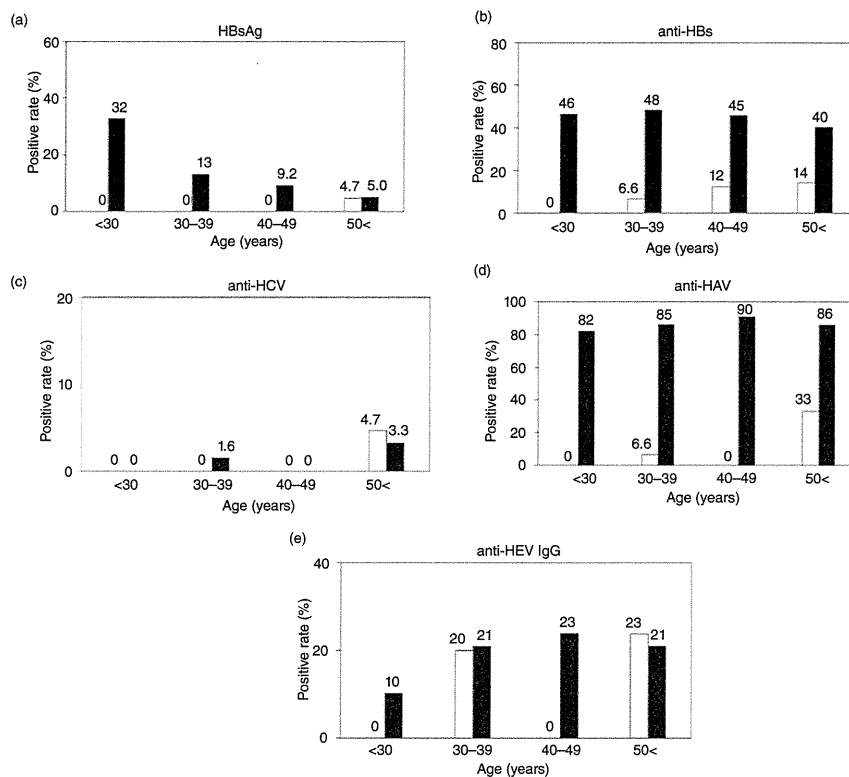 (a)
HBsAg
Positive rate (%)
60
40
20
0
0 32
0 13
0 9.2
4.7 5.0
<30 30–39 40–49 50<
Age (years)
(b)
anti-HBs
Positive rate (%)
80
60
40
20
0
0 46
6.6 48
12 45
14 40
<30 30–39 40–49 50<
Age (years)
(c)
anti-HCV
Positive rate (%)
20
10
0
0 0
0 1.6
0 0
4.7 3.3
<30 30–39 40–49 50<
Age (years)
(d)
anti-HAV
Positive rate (%)
100
80
60
40
20
0
0 82
6.6 85
0 90
33 86
<30 30–39 40–49 50<
Age (years)
(e)
anti-HEV IgG
Positive rate (%)
40
20
0
0 10
20 21
0 23
23 21
<30 30–39 40–49 50<
Age (years)